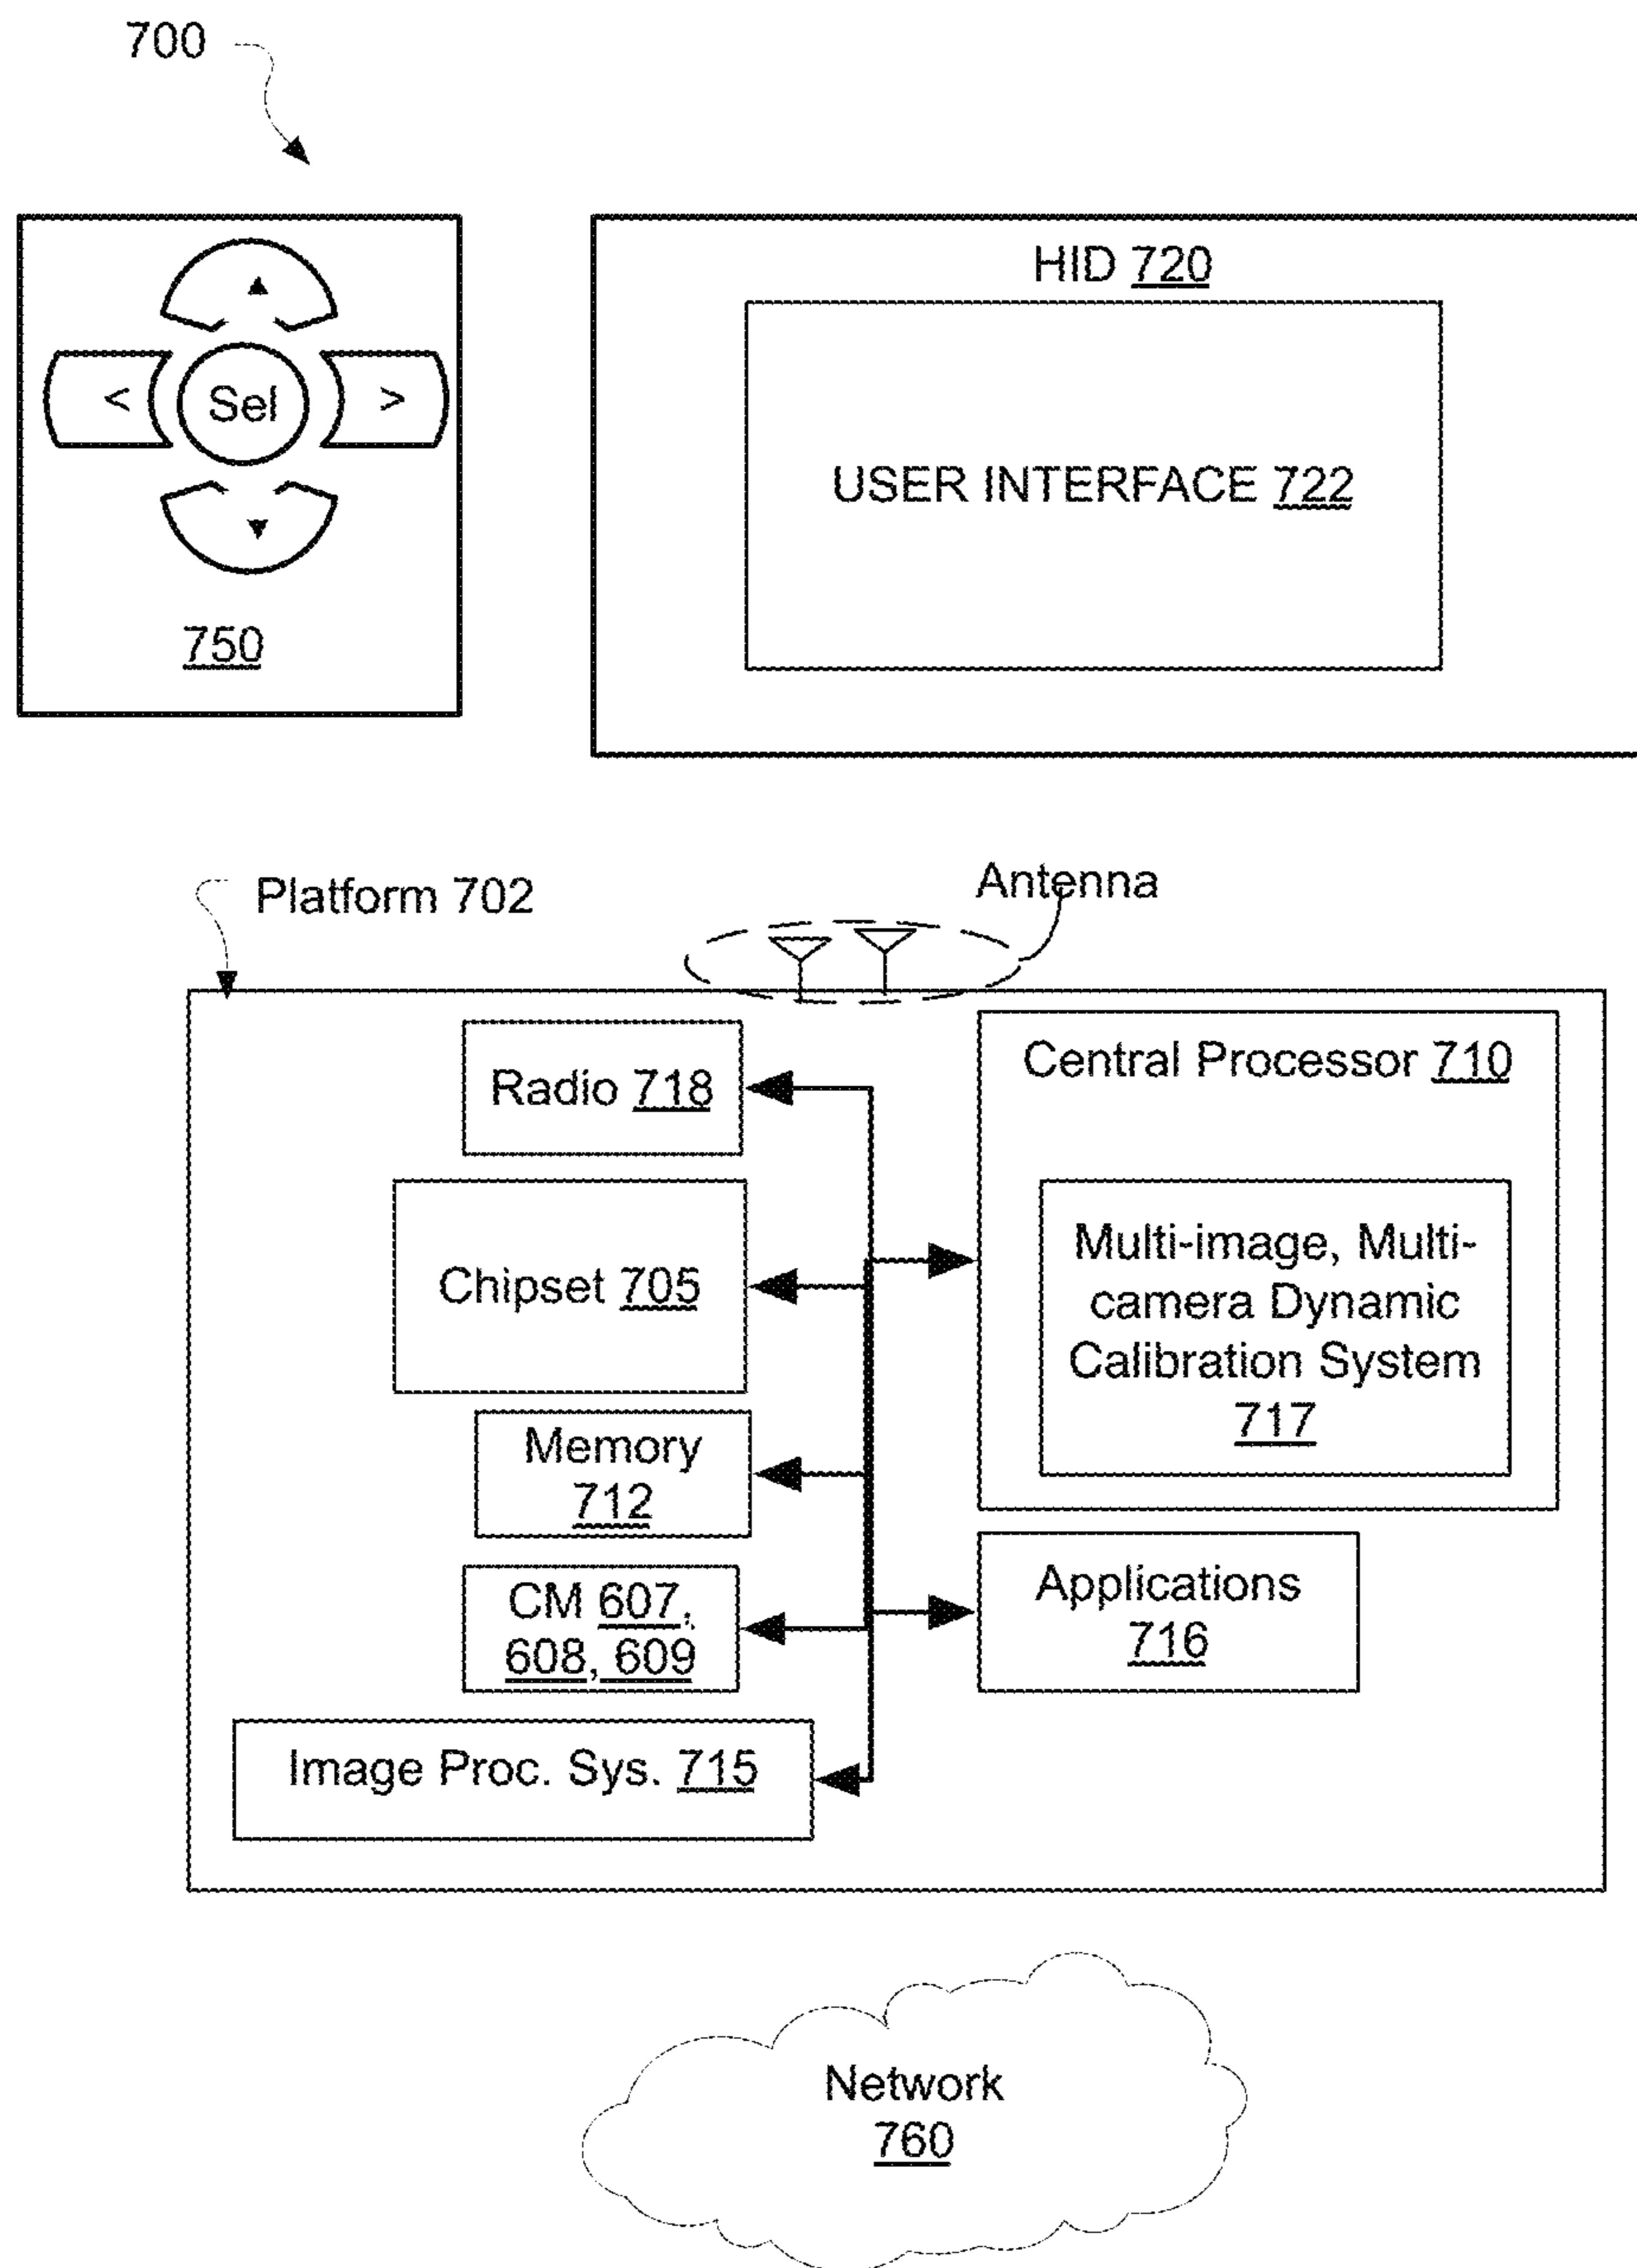 700
HID 720
<
Sel
>
USER INTERFACE 722
750
Platform 702
Antenna
Radio 718
Central Processor 710
Chipset 705
Multi-image, Multi-
camera Dynamic
Calibration System
717
Memory
712
CM 607,
608, 609
Applications
716
Image Proc. Sys. 715
Network
760